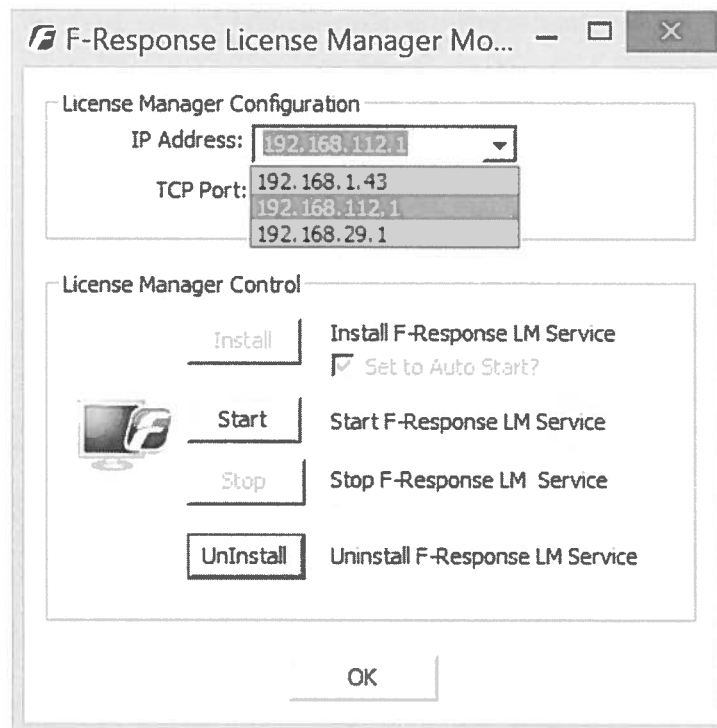 F-Response License Manager Mo...
License Manager Configuration
IP Address: 192.168.112.1
TCP Port:
192.168.1.43
192.168.112.1
192.168.29.1
License Manager Control
Install Install F-Response LM Service
Set to Auto Start?
Start Start F-Response LM Service
Stop Stop F-Response LM Service
UnInstall Uninstall F-Response LM Service
OK